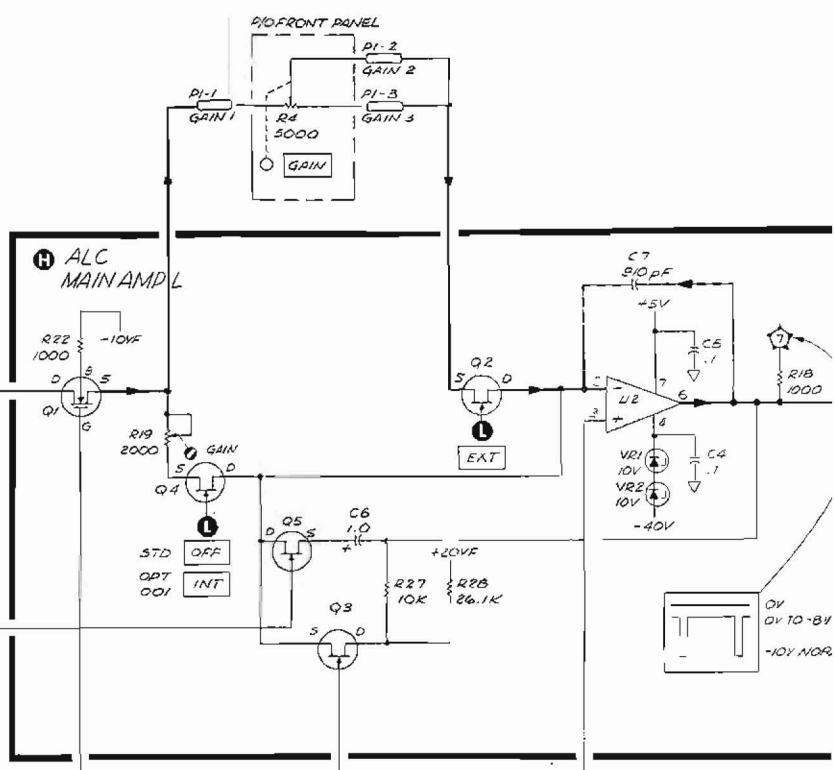 P/O FRONT PANEL
P1-2
GAIN 2
P1-1
GAIN 1
P1-3
GAIN 3
R4
5000
GAIN
H ALC
MAIN AMPL
C7
910 pF
+5V
R22
1000
-10VF
C5
.1
7
R18
1000
D
B
S
Q1
G
Q2
S
D
L
EXT
2
-
U2
7
6
3
+
4
R19
2000
GAIN
S
D
Q4
L
STD OFF
OPT
001 INT
VR1
10V
VR2
10V
-40V
C4
.1
Q5
D
S
C6
1.0
+
+20VF
R27
10K
R28
26.1K
Q3
S
D
0V
0V TO -8V
-10V NOR